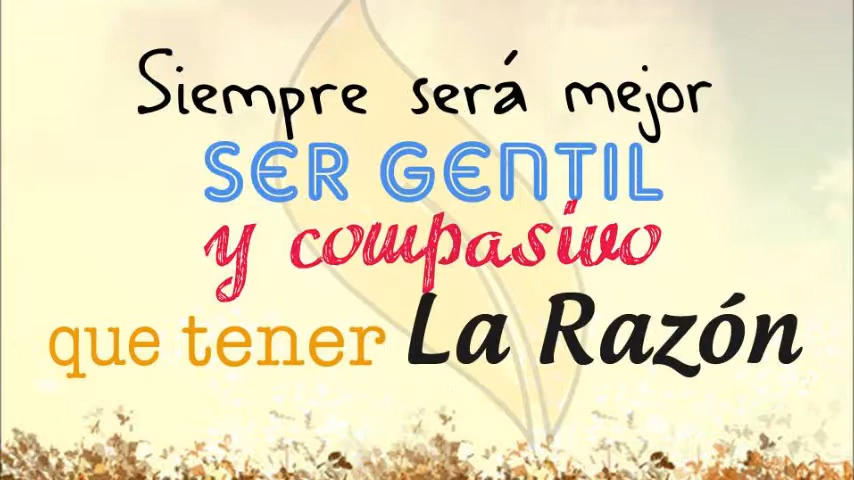 Siempre será mejor
SER GENTIL
y compasivo
que tener La Razón